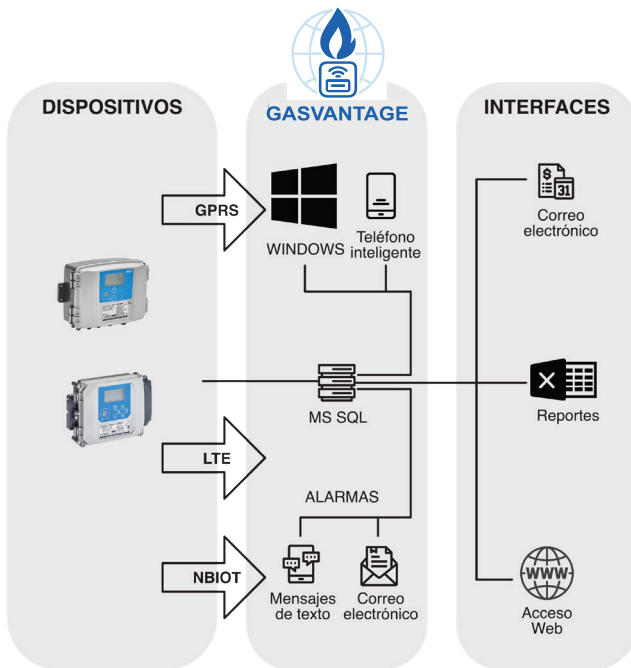 GASVANTAGE
DISPOSITIVOS
INTERFACES
GPRS
WINDOWS
Teléfono
inteligente
$
31
Correo
electrónico
MS SQL
X
Reportes
LTE
ALARMAS
NBIOT
Mensajes
de texto
Correo
electrónico
WWW
Acceso
Web